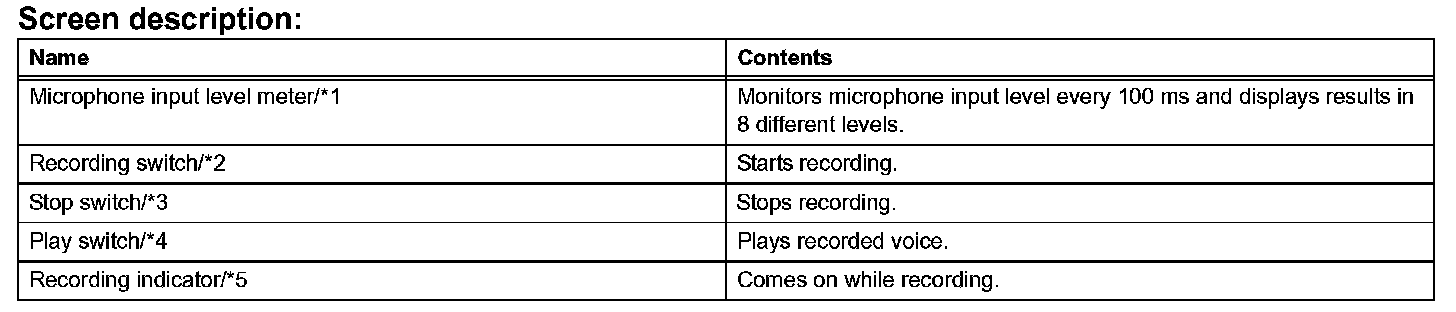 Screen description:
Name Contents
Microphone input level meter/*1 Monitors microphone input level every 100 ms and displays results in
8 different levels.
Recording switch/*2 Starts recording.
Stop switch/*3 Stops recording.
Play switch/*4 Plays recorded voice.
Recording indicator/*5 Comes on while recording.